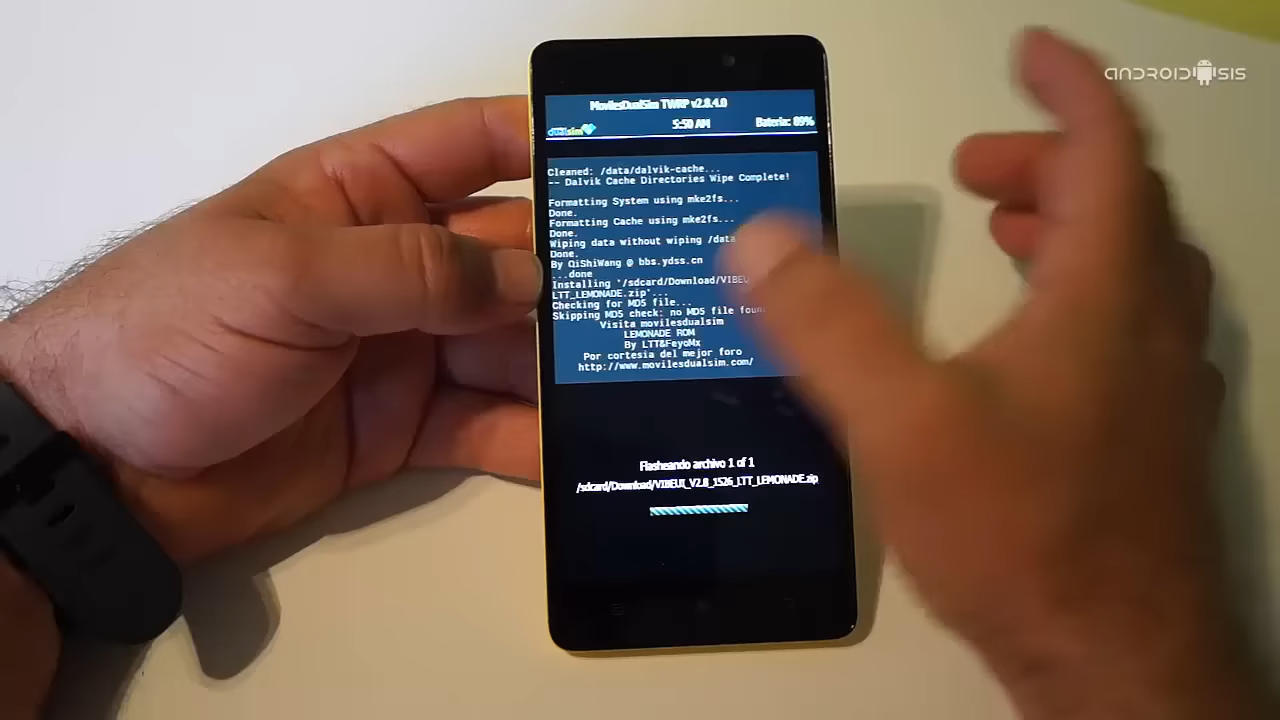 ANDROIDSIS
MovilesDualSim TWRP v2.8.4.0
dualsim
5:50 AM
Batería: 89%
Cleaned: /data/dalvik-cache...
-- Dalvik Cache Directories Wipe Complete!
Formatting System using mke2fs...
Done.
Formatting Cache using mke2fs...
Done.
Wiping data without wiping /data
Done.
By QiShiWang @ bbs.ydss.cn
...done
Installing '/sdcard/Download/VIBEU
LTT_LEMONADE.zip'...
Checking for MD5 file...
Skipping MD5 check: no MD5 file foun
Visita movilesdualsim
LEMONADE ROM
By LTT&FeyoMx
Por cortesia del mejor foro
http://www.movilesdualsim.com/
Flasheando archivo 1 of 1
/sdcard/Download/VIBEUI_V2.8_1526_LTT_LEMONADE.zip